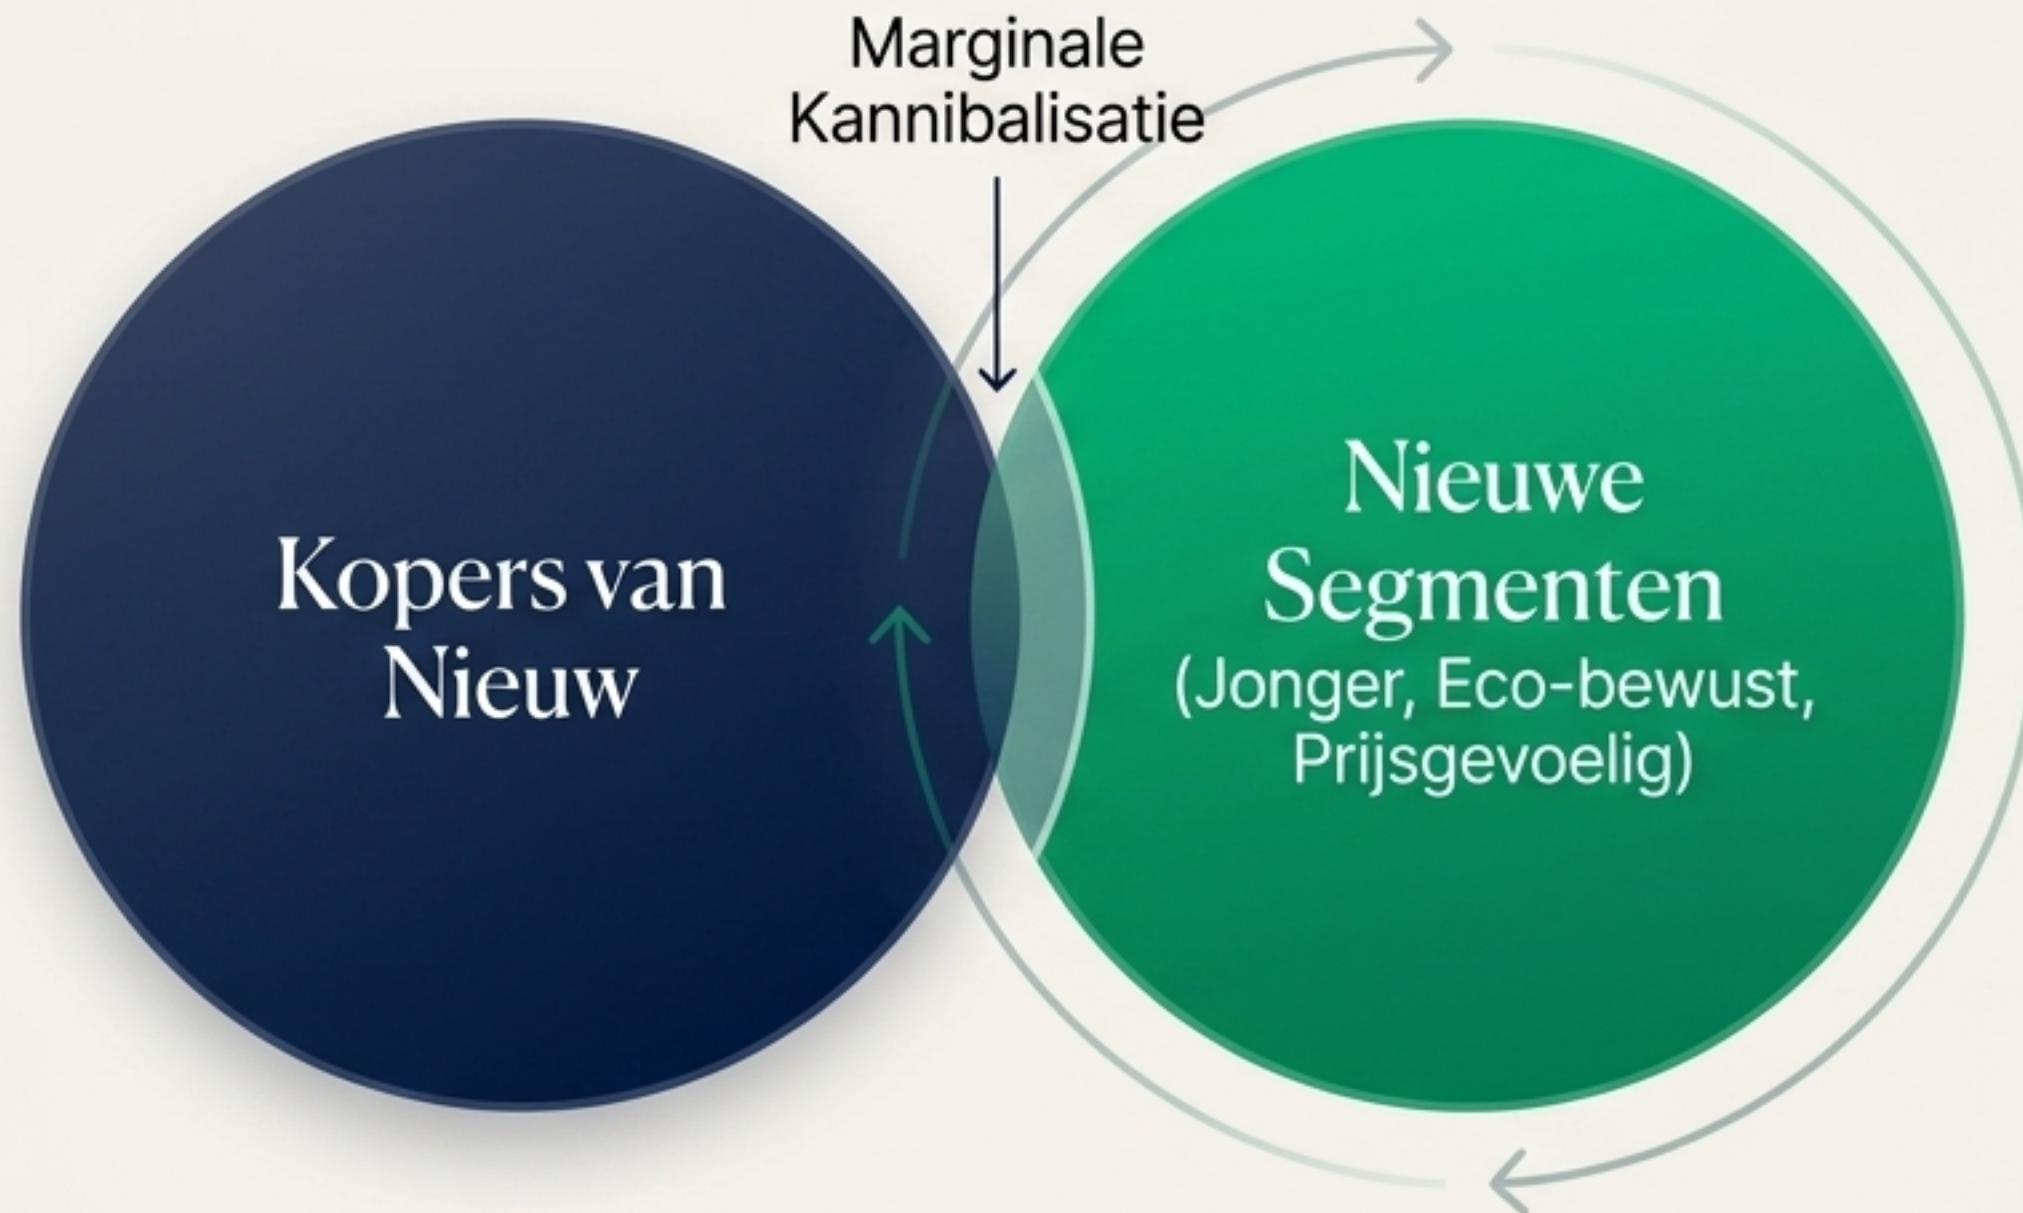 Marginale
Kannibalisatie
Kopers van
Nieuw
Nieuwe
Segmenten
(Jonger, Eco-bewust,
Prijsgevoelig)